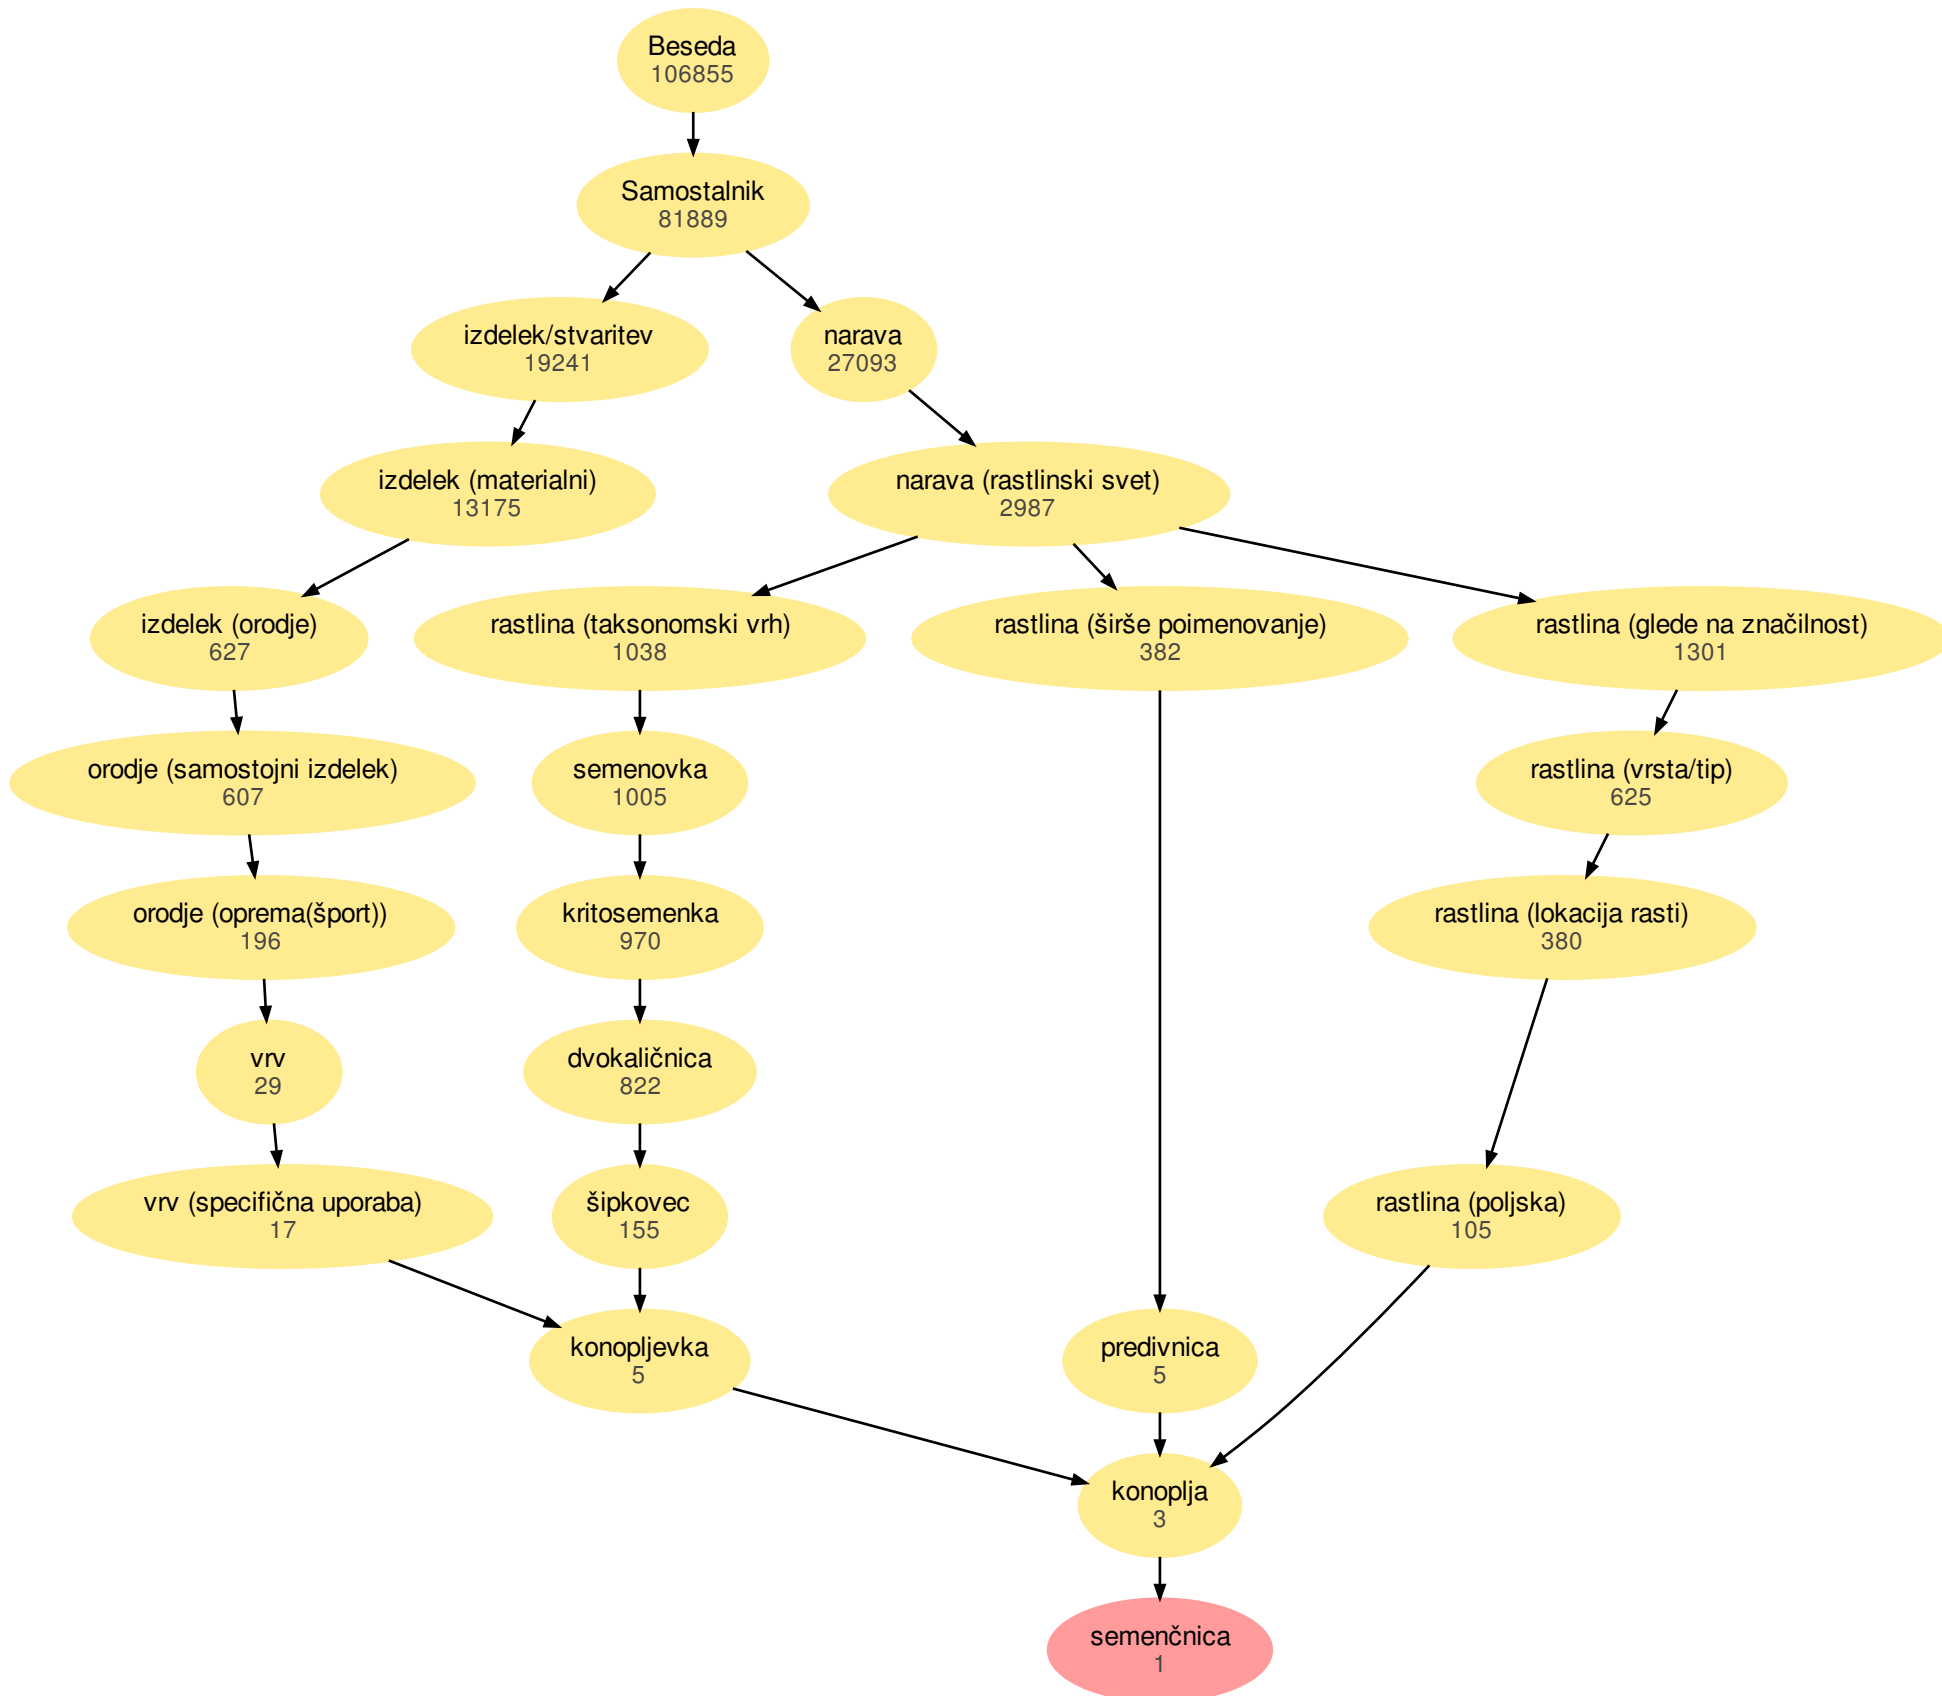 Beseda
106855
Samostalnik
81889
izdelek/stvaritev
19241
narava
27093
izdelek (materialni)
13175
narava (rastlinski svet)
2987
izdelek (orodje)
627
rastlina (taksonomski vrh)
1038
rastlina (širše poimenovanje)
382
rastlina (glede na značilnost)
1301
orodje (samostojni izdelek)
607
semenovka
1005
rastlina (vrsta/tip)
625
orodje (oprema(šport))
196
kritosemenka
970
rastlina (lokacija rasti)
380
vrv
29
dvokaličnica
822
vrv (specifična uporaba)
17
šipkovec
155
rastlina (poljska)
105
konopljevka
5
predivnica
5
konoplja
3
semenčnica
1